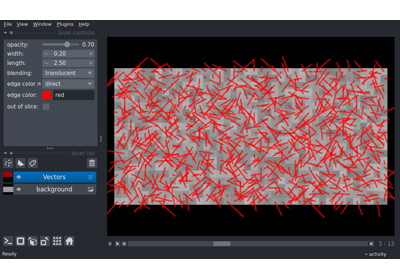 File View Window Plugins Help
layer controls
opacity: 0.70
width: 0.20
length: 2.50
blending: translucent
edge color m direct
edge color: red
out of slice:
layer list
Vectors
background
0 5 13
Ready activity